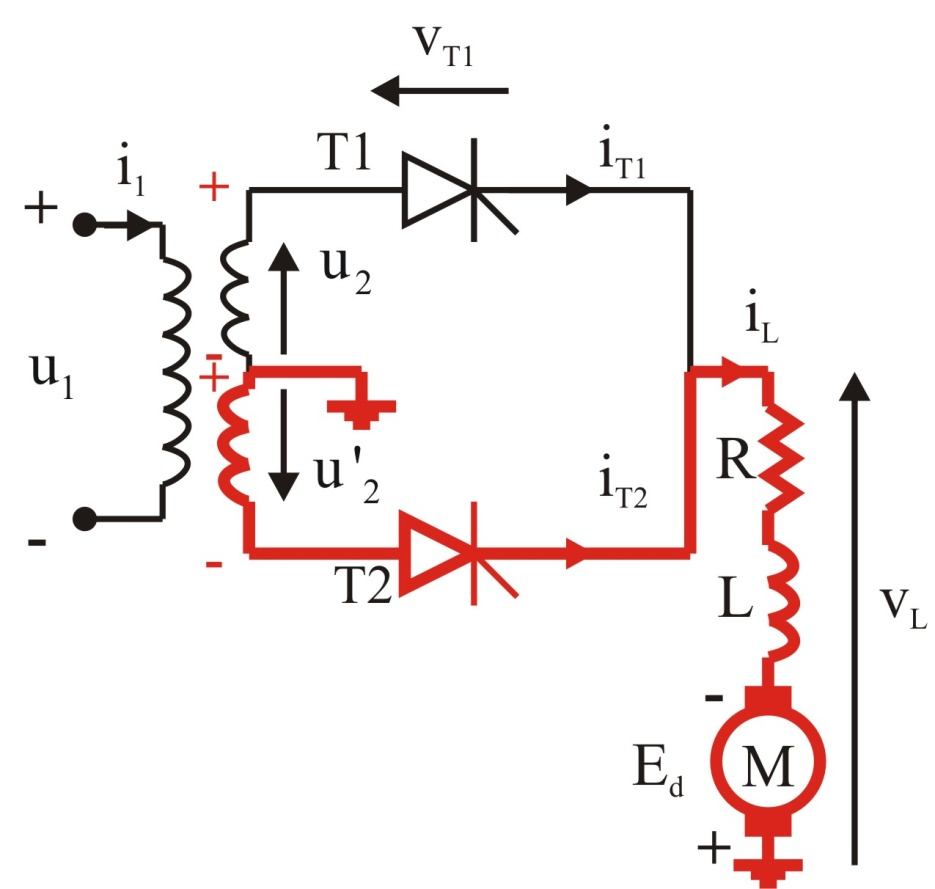 v_T1
T1
i_T1
i_1
+
+
u_2
u_1
-
+
i_L
R
u'_2
i_T2
-
-
T2
L
v_L
-
E_d
M
+